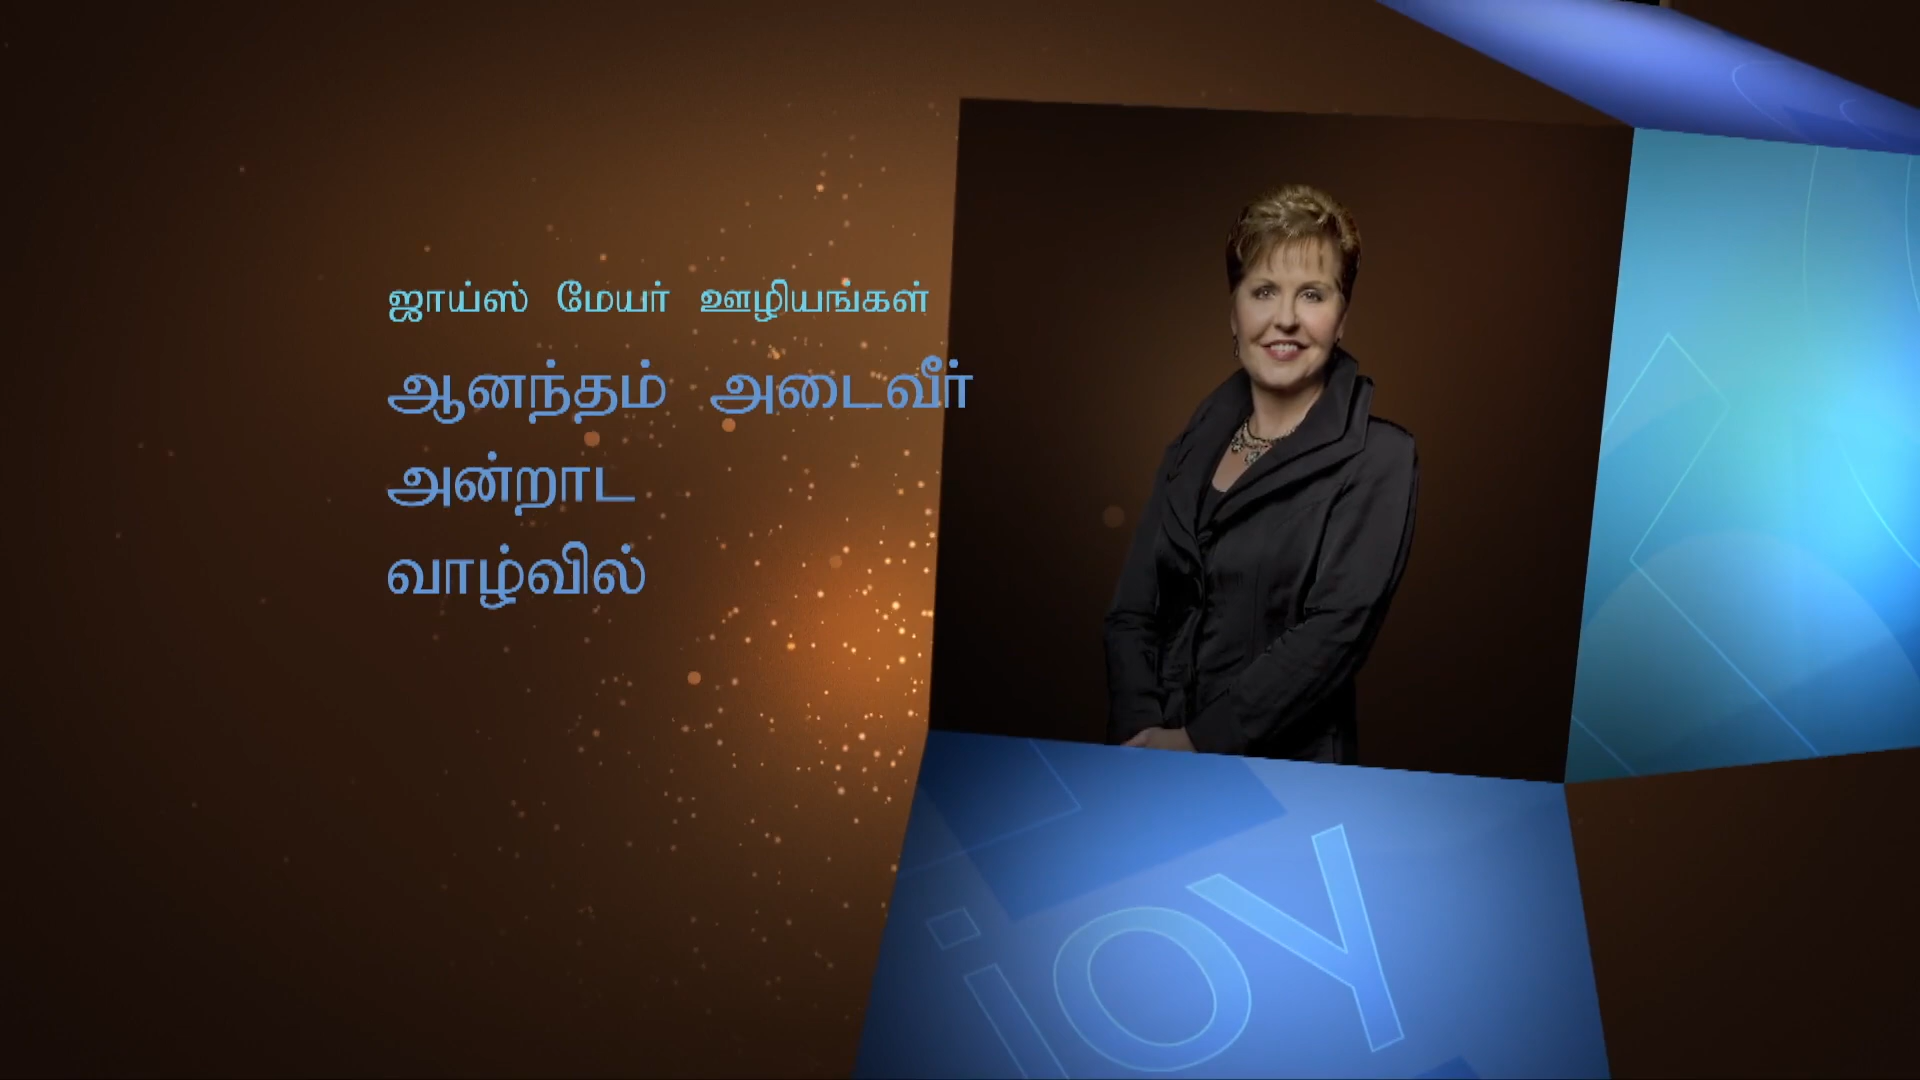 ஜாய்ஸ் மேயர் ஊழியங்கள்
ஆனந்தம் அடைவீர்
அன்றாட
வாழ்வில்
joy